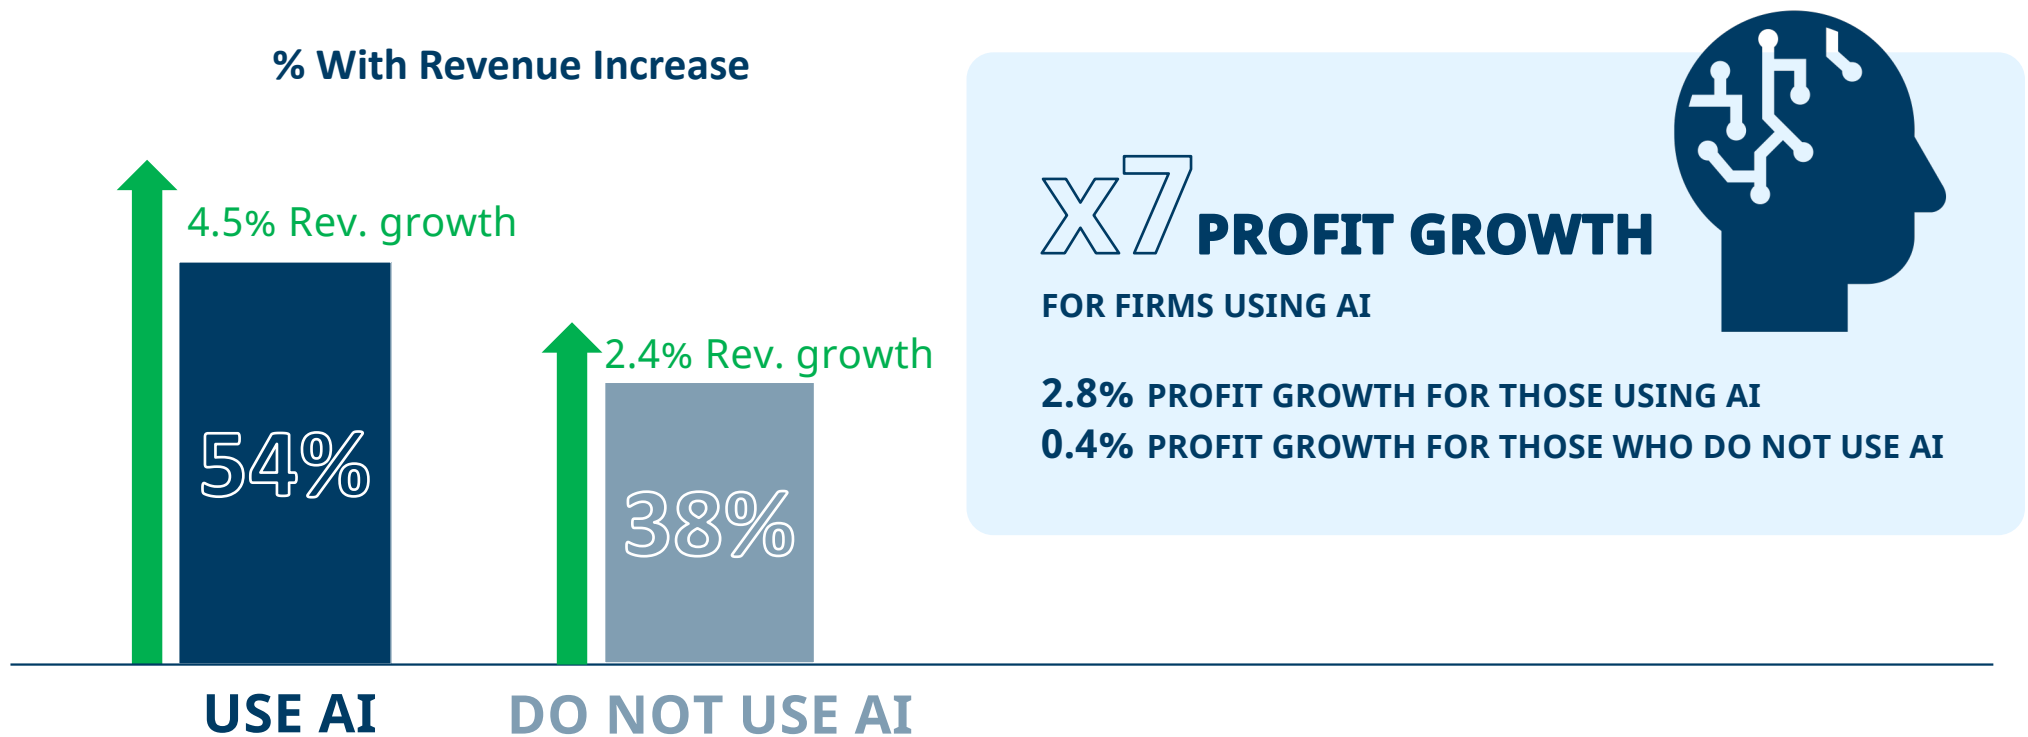 % With Revenue Increase
4.5% Rev. growth
2.4% Rev. growth
54%
38%
USE AI
DO NOT USE AI
x7 PROFIT GROWTH
FOR FIRMS USING AI
2.8% PROFIT GROWTH FOR THOSE USING AI
0.4% PROFIT GROWTH FOR THOSE WHO DO NOT USE AI